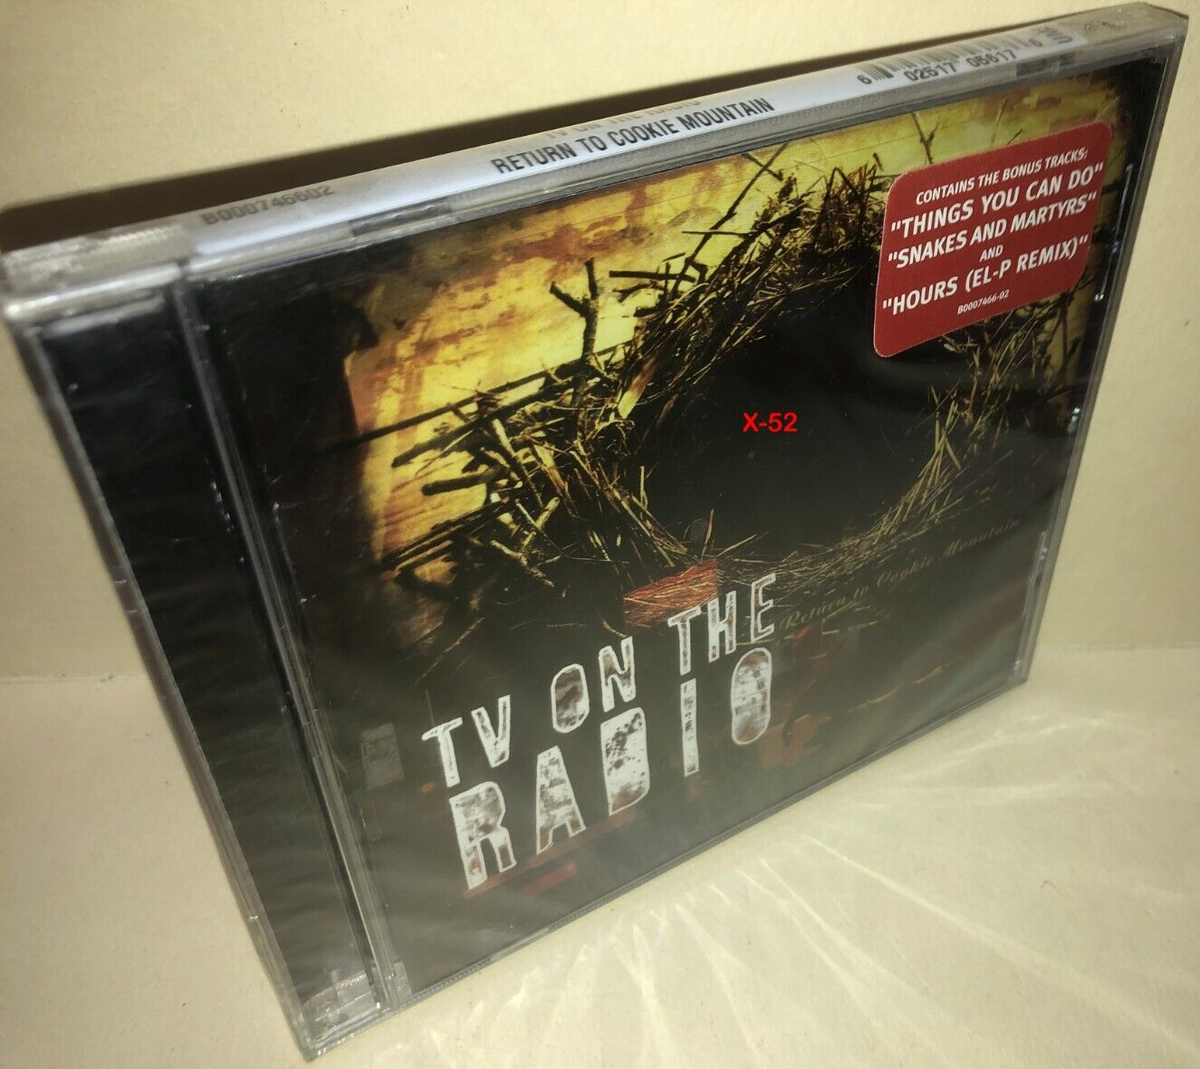 TV ON THE RADIO
RETURN TO COOKIE MOUNTAIN
B000746602
6 02517 05617 6
CONTAINS THE BONUS TRACKS:
"THINGS YOU CAN DO"
"SNAKES AND MARTYRS"
AND
"HOURS (EL-P REMIX)"
B0007466-02
X-52
Return to Cookie Mountain
TV ON THE
RADIO